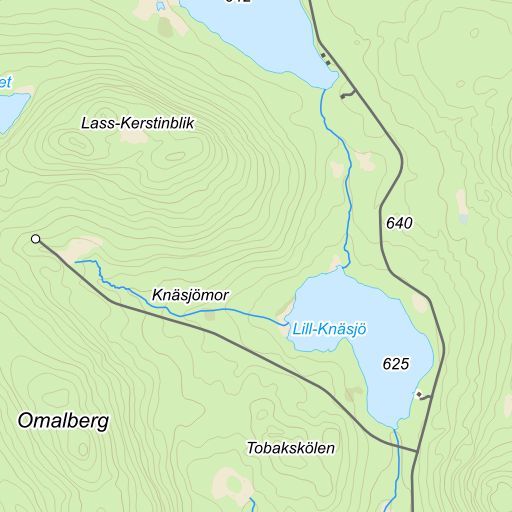 Lass-Kerstinblik
640
Knäsjömor
Lill-Knäsjö
625
Omalberg
Tobakskölen